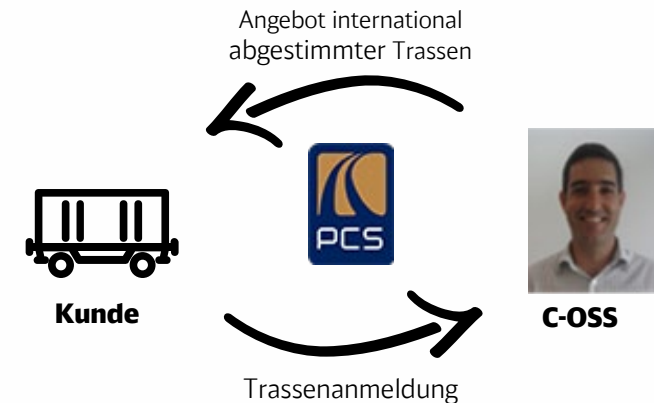 Angebot international
abgestimmter Trassen
PCS
Kunde
C-OSS
Trassenanmeldung